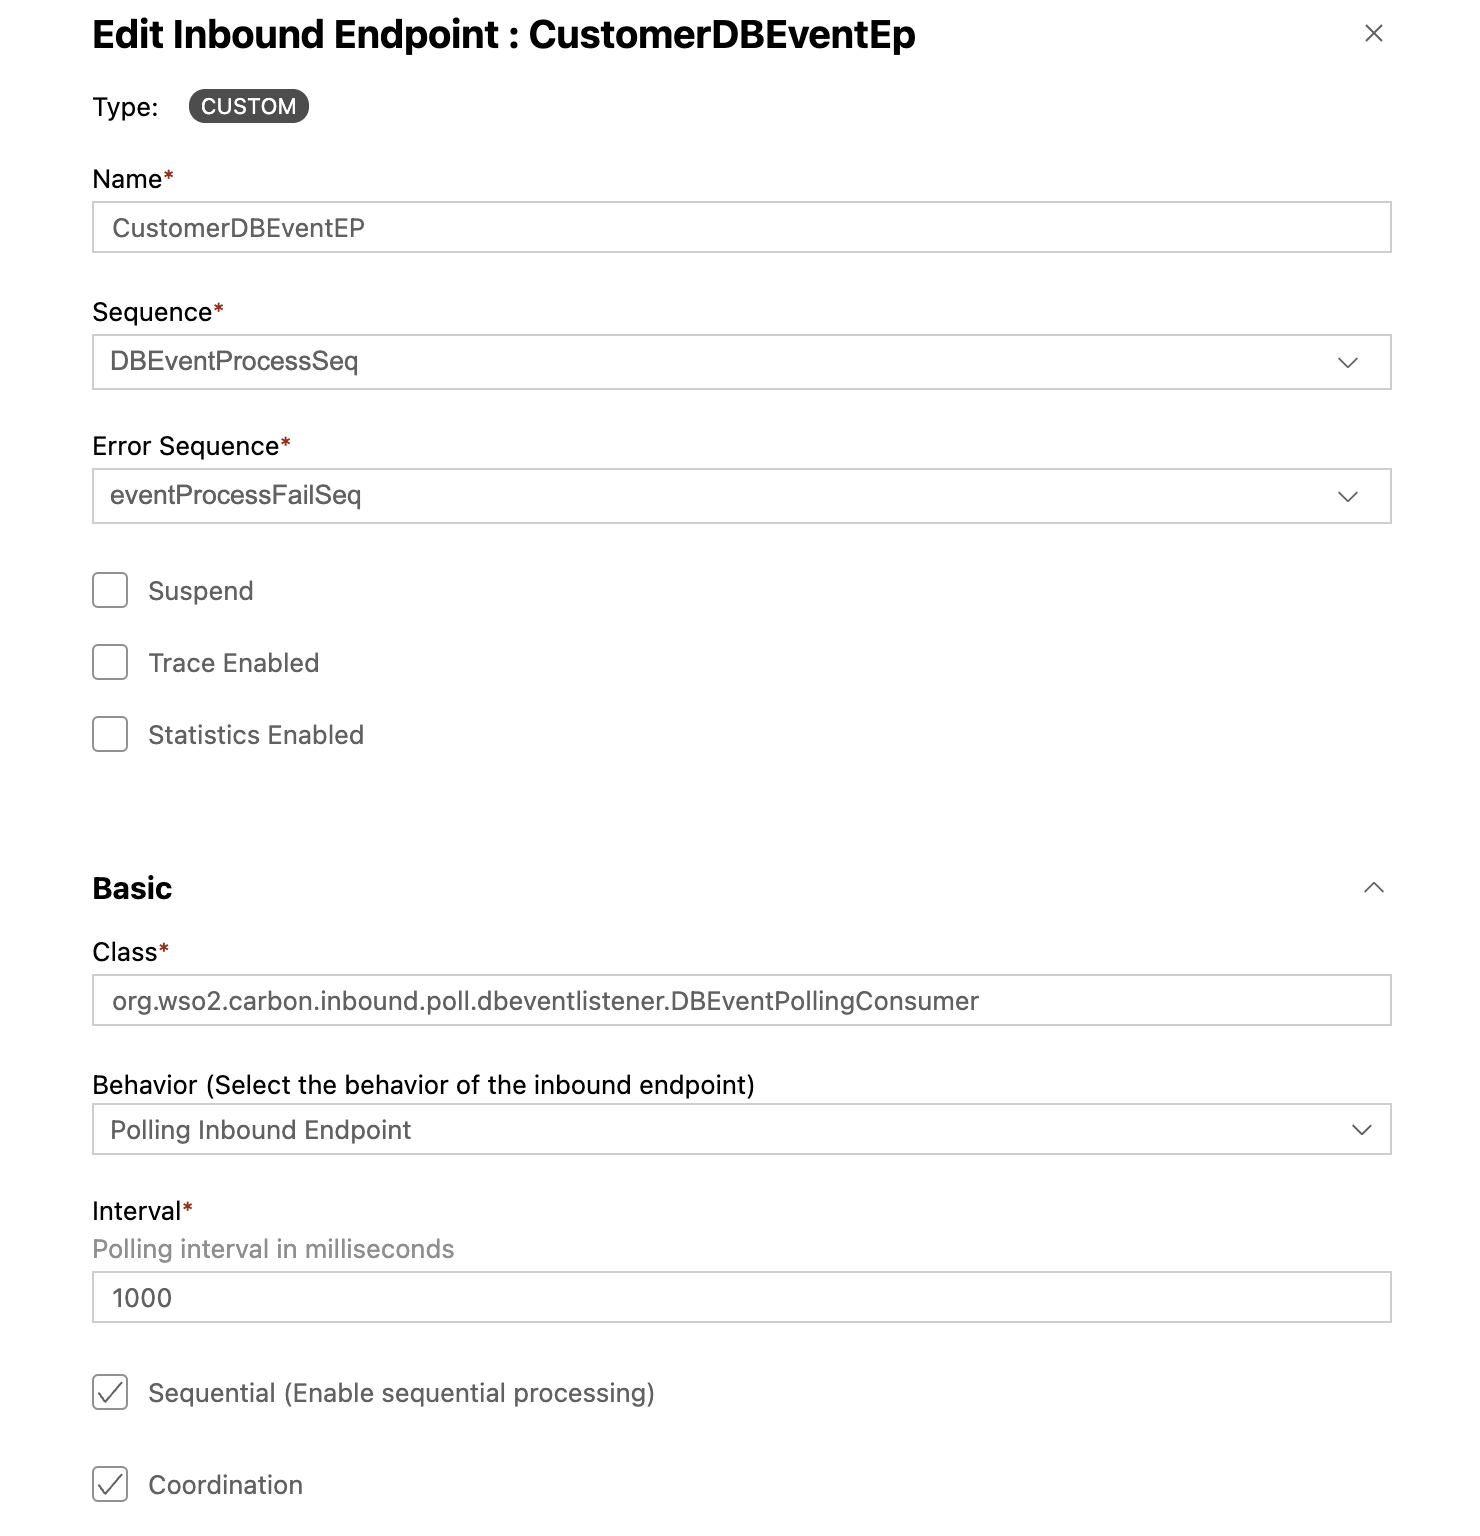 Edit Inbound Endpoint : CustomerDBEventEp
Type: CUSTOM
Name*
CustomerDBEventEP
Sequence*
DBEventProcessSeq
Error Sequence*
eventProcessFailSeq
Suspend
Trace Enabled
Statistics Enabled
Basic
Class*
org.wso2.carbon.inbound.poll.dbeventlistener.DBEventPollingConsumer
Behavior (Select the behavior of the inbound endpoint)
Polling Inbound Endpoint
Interval*
Polling interval in milliseconds
1000
Sequential (Enable sequential processing)
Coordination